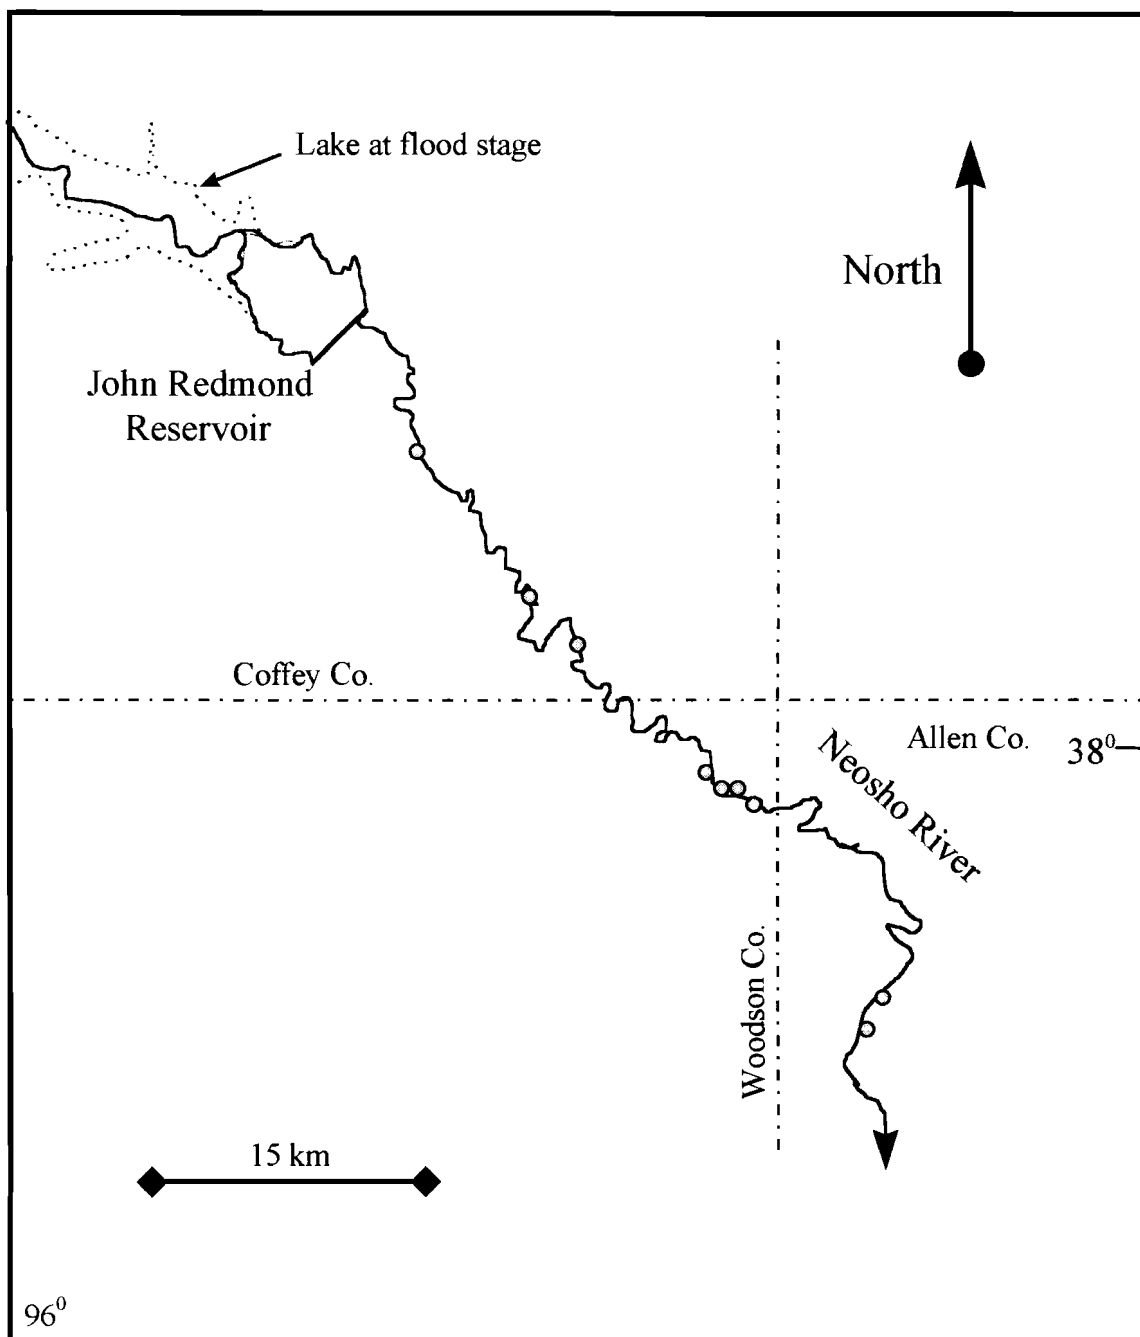 Lake at flood stage
North
John Redmond
Reservoir
Coffey Co.
Allen Co.
38⁰
Neosho River
Woodson Co.
15 km
96⁰